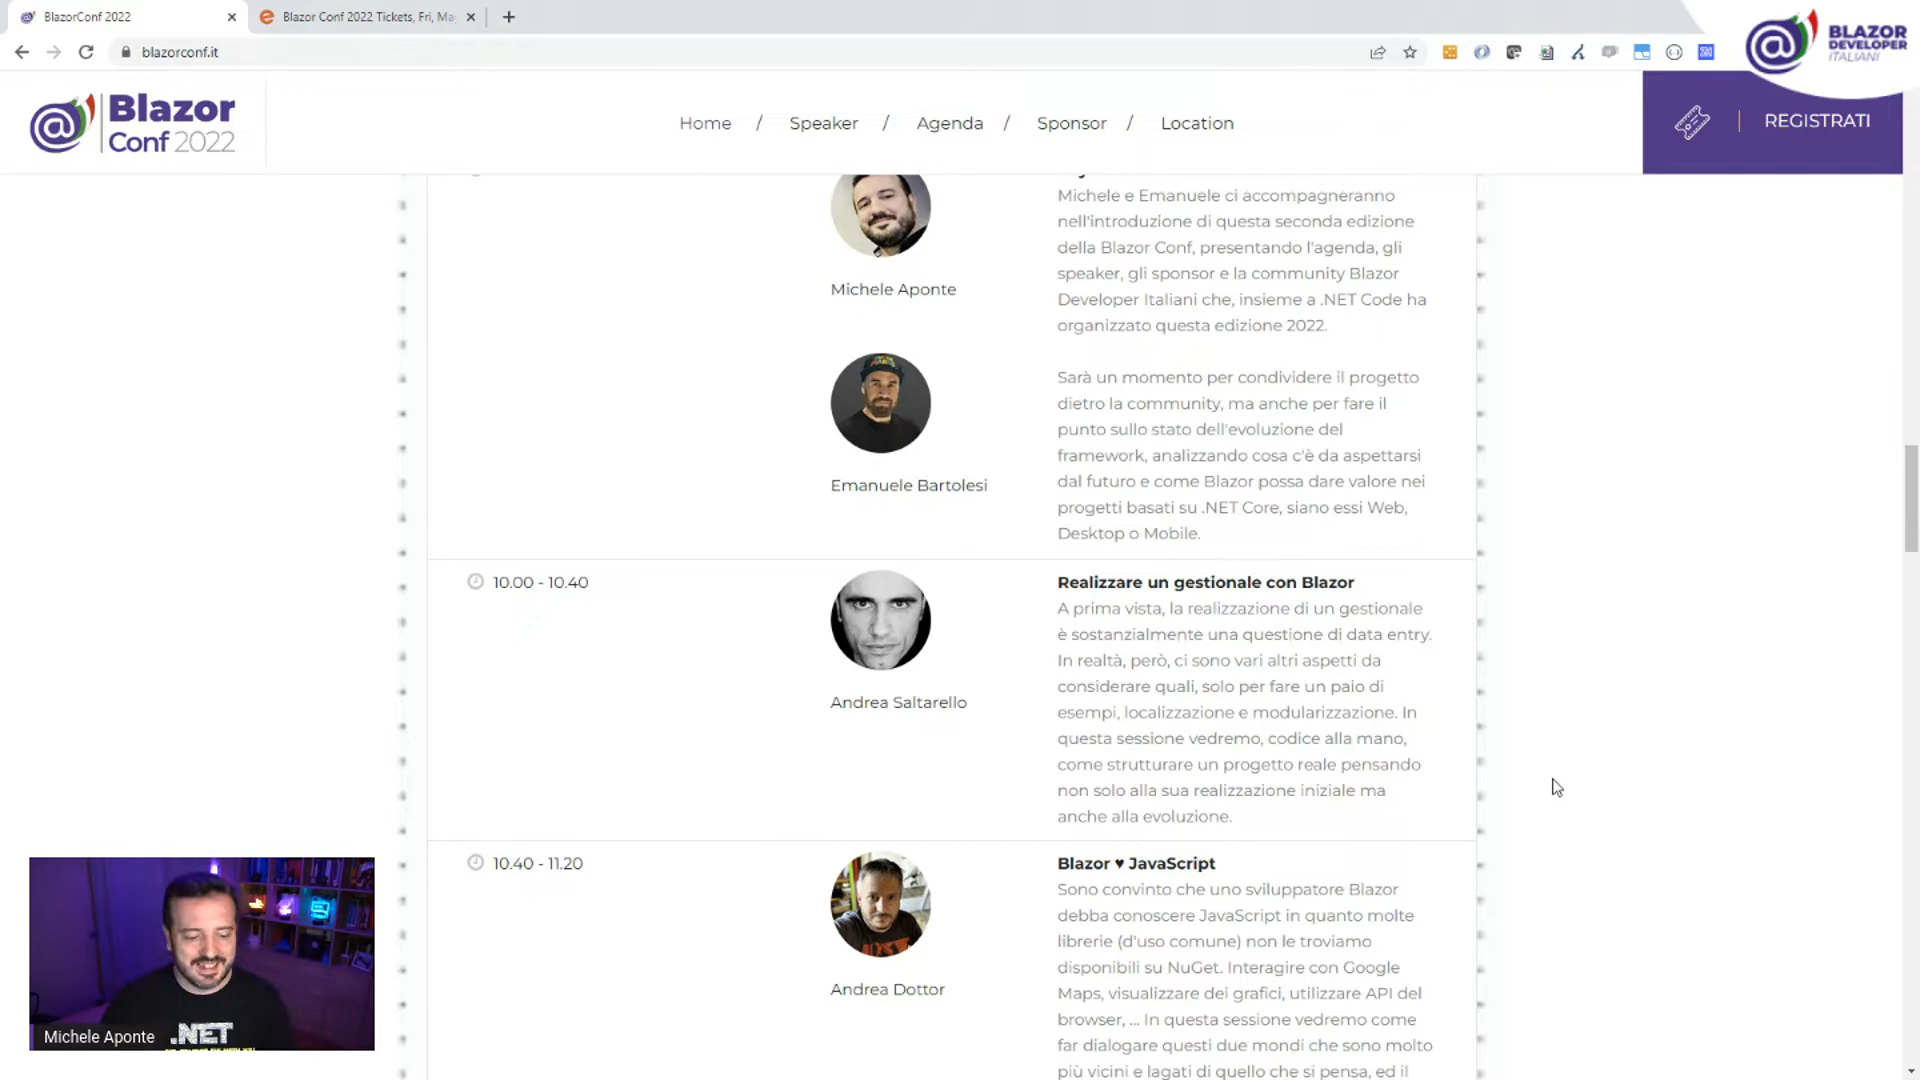 BlazorConf 2022
Blazor Conf 2022 Tickets, Fri, Ma
blazorconf.it
BLAZOR
DEVELOPER
ITALIANI
Blazor
Conf 2022
Home / Speaker / Agenda / Sponsor / Location
REGISTRATI
Michele Aponte
Michele e Emanuele ci accompagneranno
nell'introduzione di questa seconda edizione
della Blazor Conf, presentando l'agenda, gli
speaker, gli sponsor e la community Blazor
Developer Italiani che, insieme a .NET Code ha
organizzato questa edizione 2022.
Emanuele Bartolesi
Sarà un momento per condividere il progetto
dietro la community, ma anche per fare il
punto sullo stato dell'evoluzione del
framework, analizzando cosa c'è da aspettarsi
dal futuro e come Blazor possa dare valore nei
progetti basati su .NET Core, siano essi Web,
Desktop o Mobile.
10.00 - 10.40
Andrea Saltarello
Realizzare un gestionale con Blazor
A prima vista, la realizzazione di un gestionale
è sostanzialmente una questione di data entry.
In realtà, però, ci sono vari altri aspetti da
considerare quali, solo per fare un paio di
esempi, localizzazione e modularizzazione. In
questa sessione vedremo, codice alla mano,
come strutturare un progetto reale pensando
non solo alla sua realizzazione iniziale ma
anche alla evoluzione.
10.40 - 11.20
Andrea Dottor
Blazor ♥ JavaScript
Sono convinto che uno sviluppatore Blazor
debba conoscere JavaScript in quanto molte
librerie (d'uso comune) non le troviamo
disponibili su NuGet. Interagire con Google
Maps, visualizzare dei grafici, utilizzare API del
browser, ... In questa sessione vedremo come
far dialogare questi due mondi che sono molto
più vicini e lagati di quello che si pensa, ed il
Michele Aponte
.NET